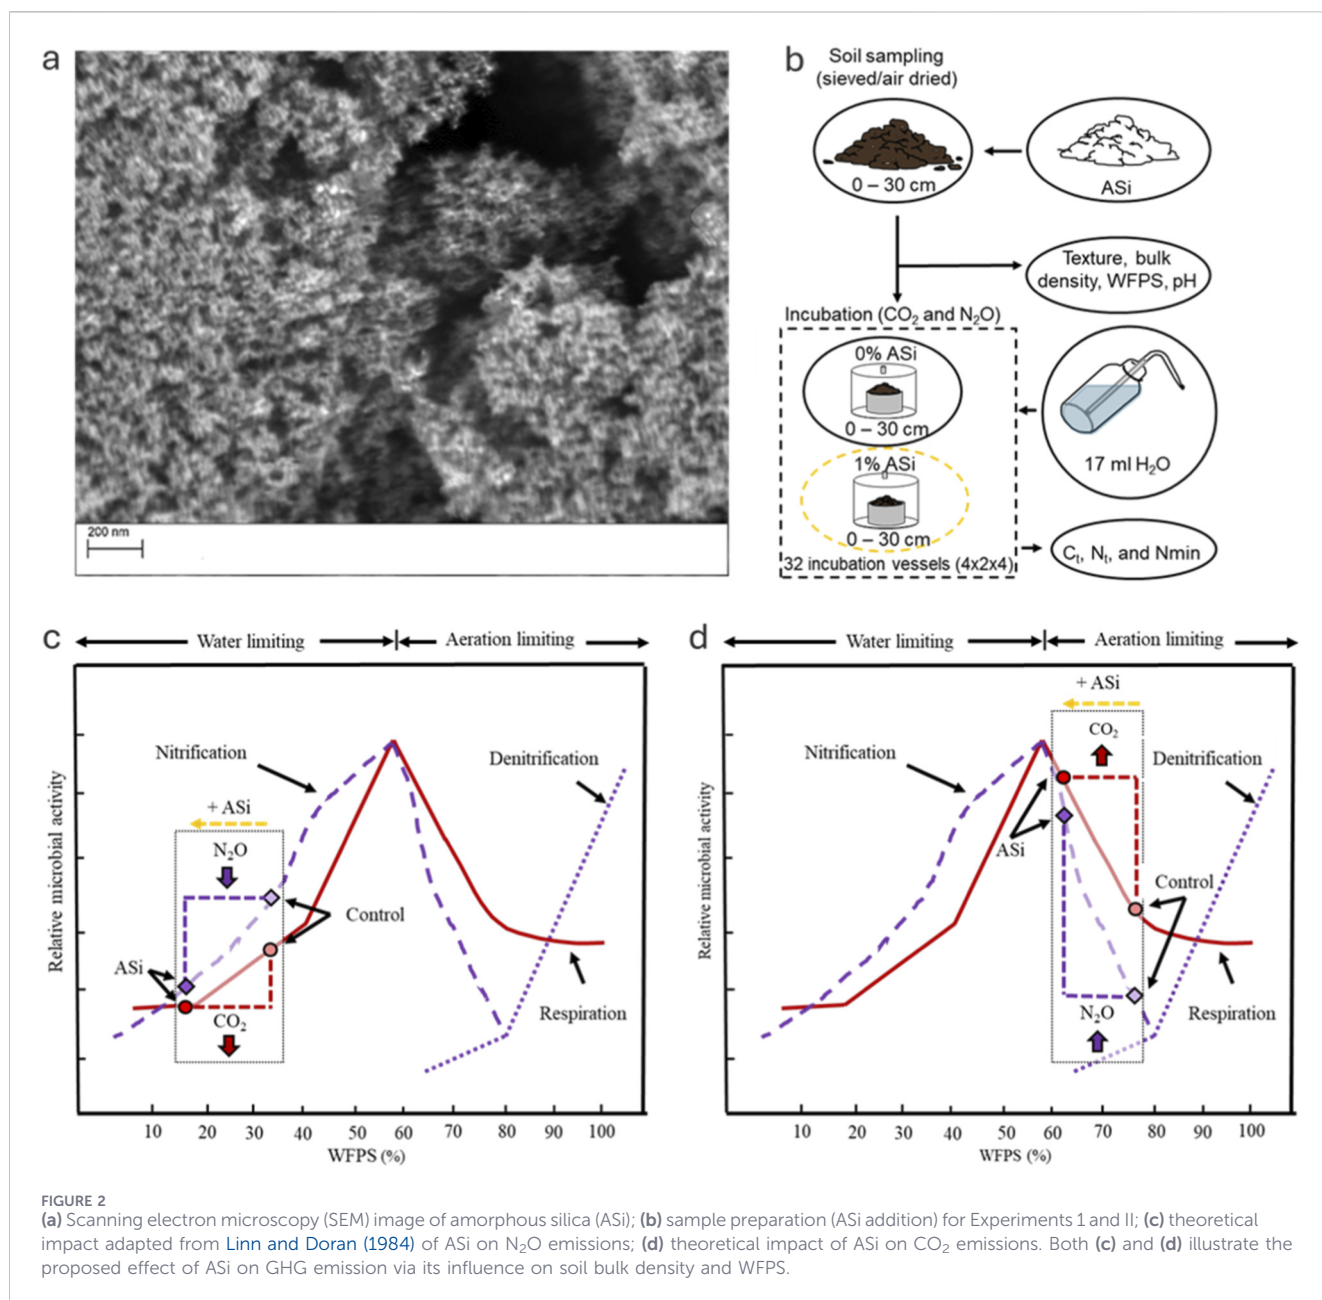 a
200 nm
b
Soil sampling
(sieved/air dried)
0 – 30 cm
ASi
Texture, bulk
density, WFPS, pH
Incubation (CO₂ and N₂O)
0% ASi
0 – 30 cm
1% ASi
0 – 30 cm
17 ml H₂O
32 incubation vessels (4x2x4)
Cₜ, Nₜ, and Nmin
c
Water limiting
Aeration limiting
Relative microbial activity
Nitrification
Denitrification
+ ASi
N₂O
Control
ASi
CO₂
Respiration
10 20 30 40 50 60 70 80 90 100
WFPS (%)
d
Water limiting
Aeration limiting
+ ASi
Relative microbial activity
CO₂
Nitrification
Denitrification
ASi
Control
N₂O
Respiration
10 20 30 40 50 60 70 80 90 100
WFPS (%)
FIGURE 2
(a) Scanning electron microscopy (SEM) image of amorphous silica (ASi); (b) sample preparation (ASi addition) for Experiments 1 and II; (c) theoretical
impact adapted from Linn and Doran (1984) of ASi on N₂O emissions; (d) theoretical impact of ASi on CO₂ emissions. Both (c) and (d) illustrate the
proposed effect of ASi on GHG emission via its influence on soil bulk density and WFPS.